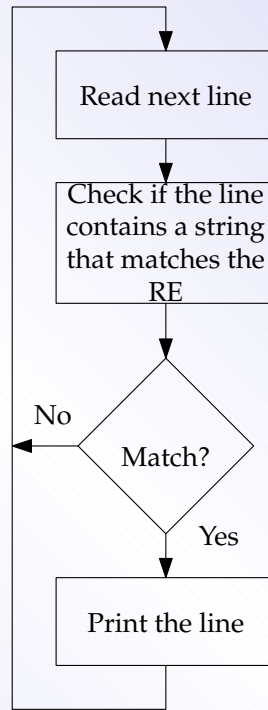 Read next line
Check if the line
contains a string
that matches the
RE
No
Match?
Yes
Print the line